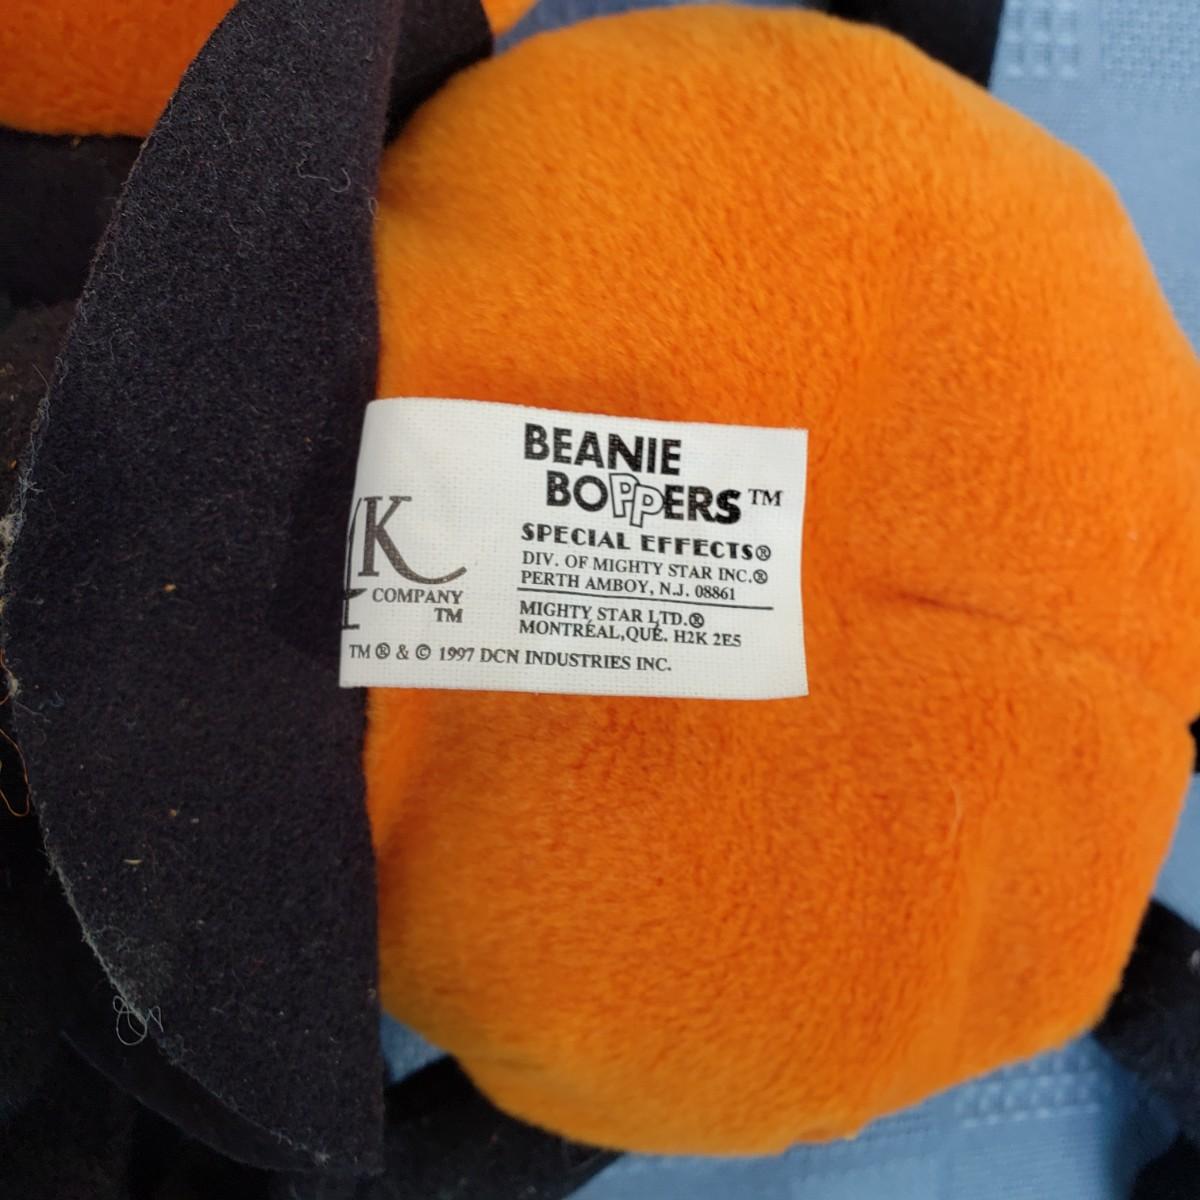 BEANIE
BOPPERS™
SPECIAL EFFECTS®
DIV. OF MIGHTY STAR INC.®
PERTH AMBOY, N.J. 08861
MIGHTY STAR LTD.®
MONTRÉAL,QUÉ. H2K 2E5
K
COMPANY
TM
TM ® & © 1997 DCN INDUSTRIES INC.